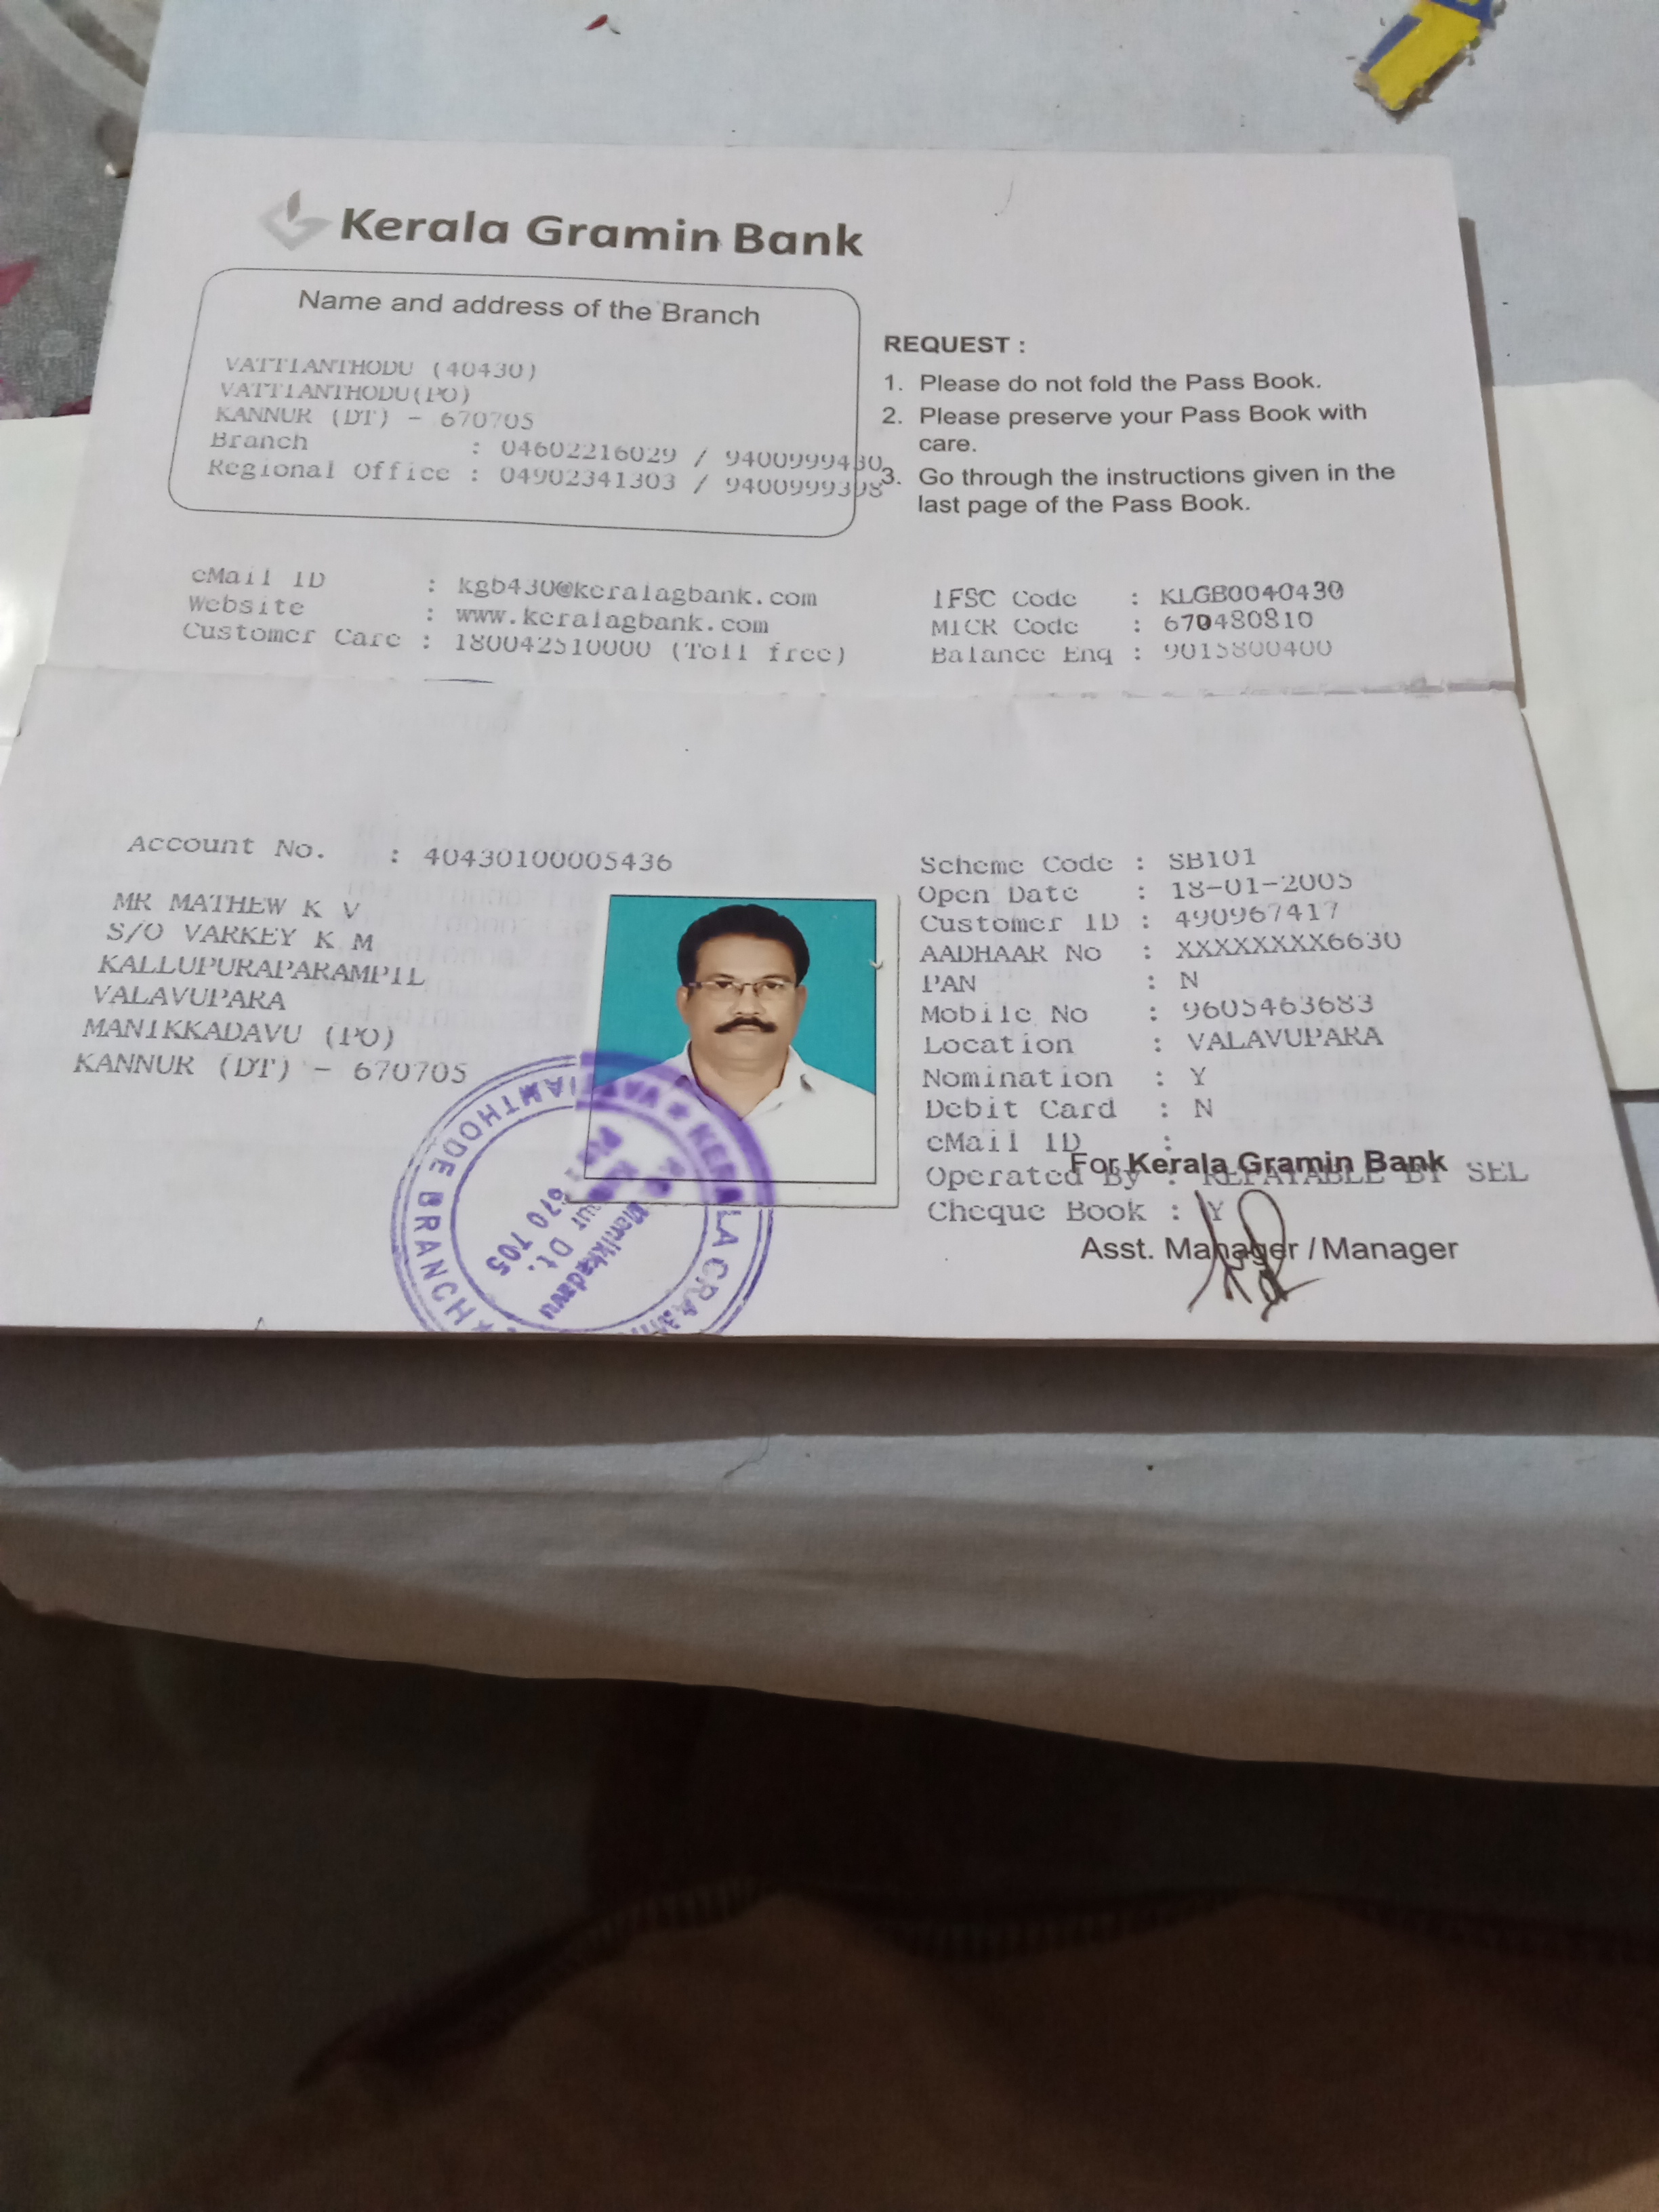 Kerala Gramin Bank
Name and address of the Branch
VATTIANTHODU (40430)
VATTIANTHODU(PO)
KANNUR (DT) - 670705
Branch : 04602216029 / 9400999430
Regional Office : 04902341303 / 9400999398
REQUEST :
1. Please do not fold the Pass Book.
2. Please preserve your Pass Book with
care.
3. Go through the instructions given in the
last page of the Pass Book.
eMail ID : kgb430@keralagbank.com
Website : www.keralagbank.com
Customer Care : 180042510000 (Toll free)
IFSC Code : KLGB0040430
MICR Code : 670480810
Balance Enq : 9015800400
Account No. : 40430100005436
MR MATHEW K V
S/O VARKEY K M
KALLUPURAPARAMPIL
VALAVUPARA
MANIKKADAVU (PO)
KANNUR (DT) - 670705
Scheme Code : SB101
Open Date : 18-01-2005
Customer ID : 490967417
AADHAAR No : XXXXXXXX6630
PAN : N
Mobile No : 9605463683
Location : VALAVUPARA
Nomination : Y
Debit Card : N
eMail ID :
For Kerala Gramin Bank
Operated By : REPAYABLE BY SEL
Cheque Book : Y
Asst. Manager / Manager
BRANCH
Manikkadavu
Dt.
670 705